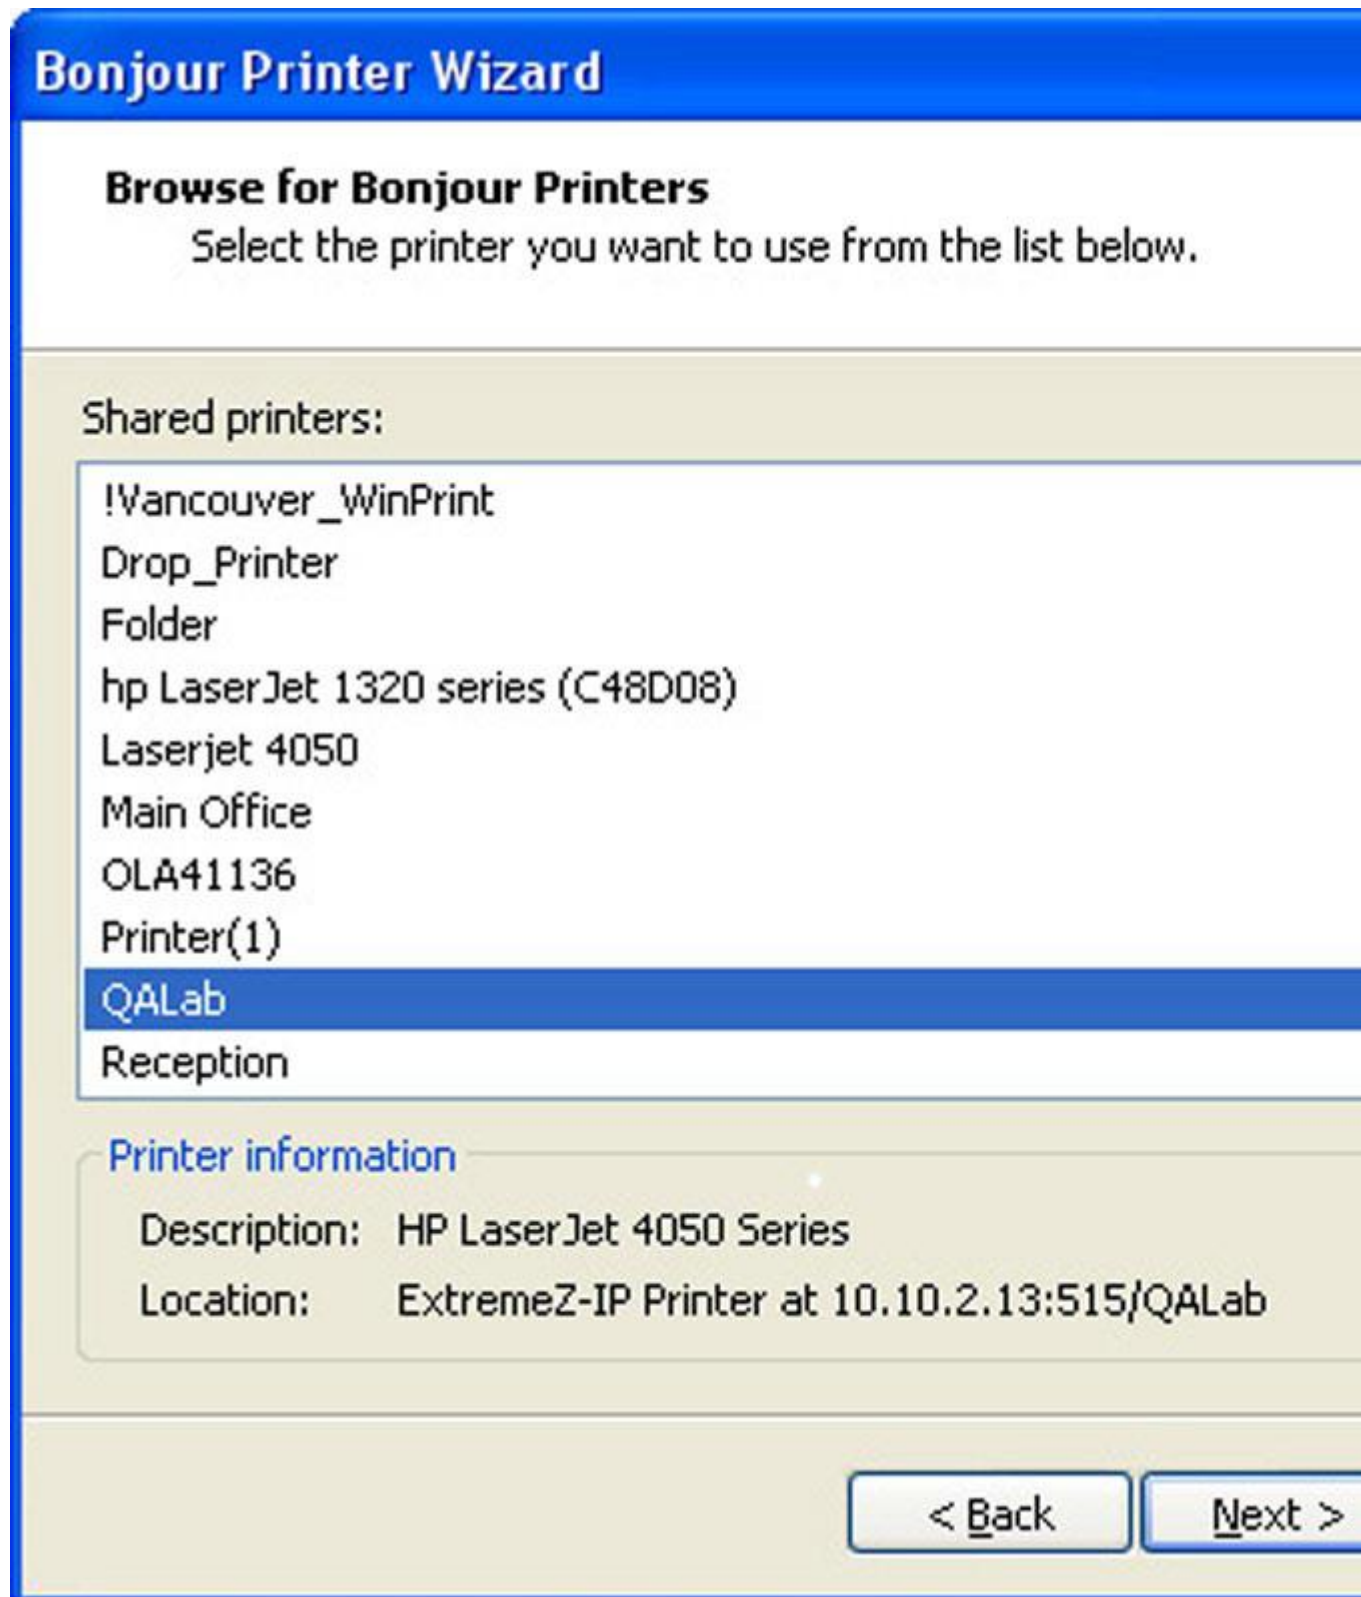 Bonjour Printer Wizard
Browse for Bonjour Printers
Select the printer you want to use from the list below.
Shared printers:
!Vancouver_WinPrint
Drop_Printer
Folder
hp LaserJet 1320 series (C48D08)
Laserjet 4050
Main Office
OLA41136
Printer(1)
QALab
Reception
Printer information
Description: HP LaserJet 4050 Series
Location: ExtremeZ-IP Printer at 10.10.2.13:515/QALab
< Back Next >